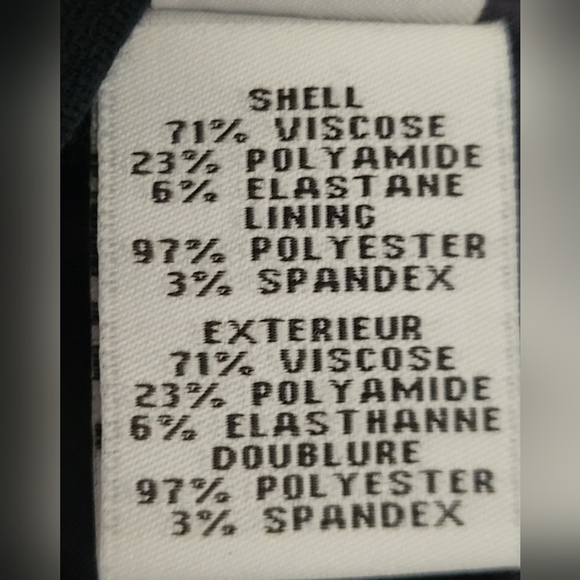 SHELL
71% VISCOSE
23% POLYAMIDE
6% ELASTANE
LINING
97% POLYESTER
3% SPANDEX
EXTERIEUR
71% VISCOSE
23% POLYAMIDE
6% ELASTHANNE
DOUBLURE
97% POLYESTER
3% SPANDEX